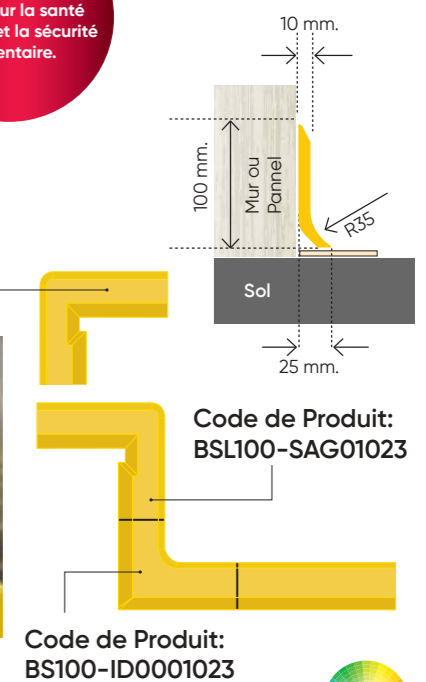 ur la santé
et la sécurité
entaire.
10 mm.
100 mm.
Mur ou
Pannel
R35
Sol
25 mm.
Code de Produit:
BSL100-SAG01023
Code de Produit:
BS100-ID0001023